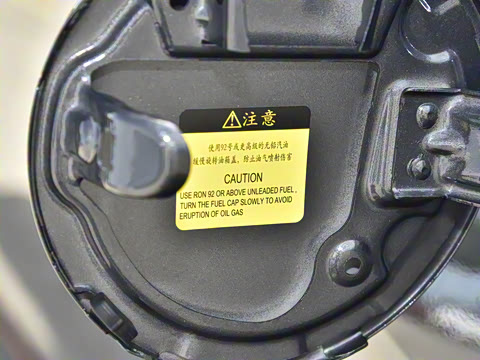 注意
使用92号或更高级的无铅汽油
缓慢旋转油箱盖，防止油气喷射伤害
CAUTION
USE RON 92 OR ABOVE UNLEADED FUEL,
TURN THE FUEL CAP SLOWLY TO AVOID
ERUPTION OF OIL GAS